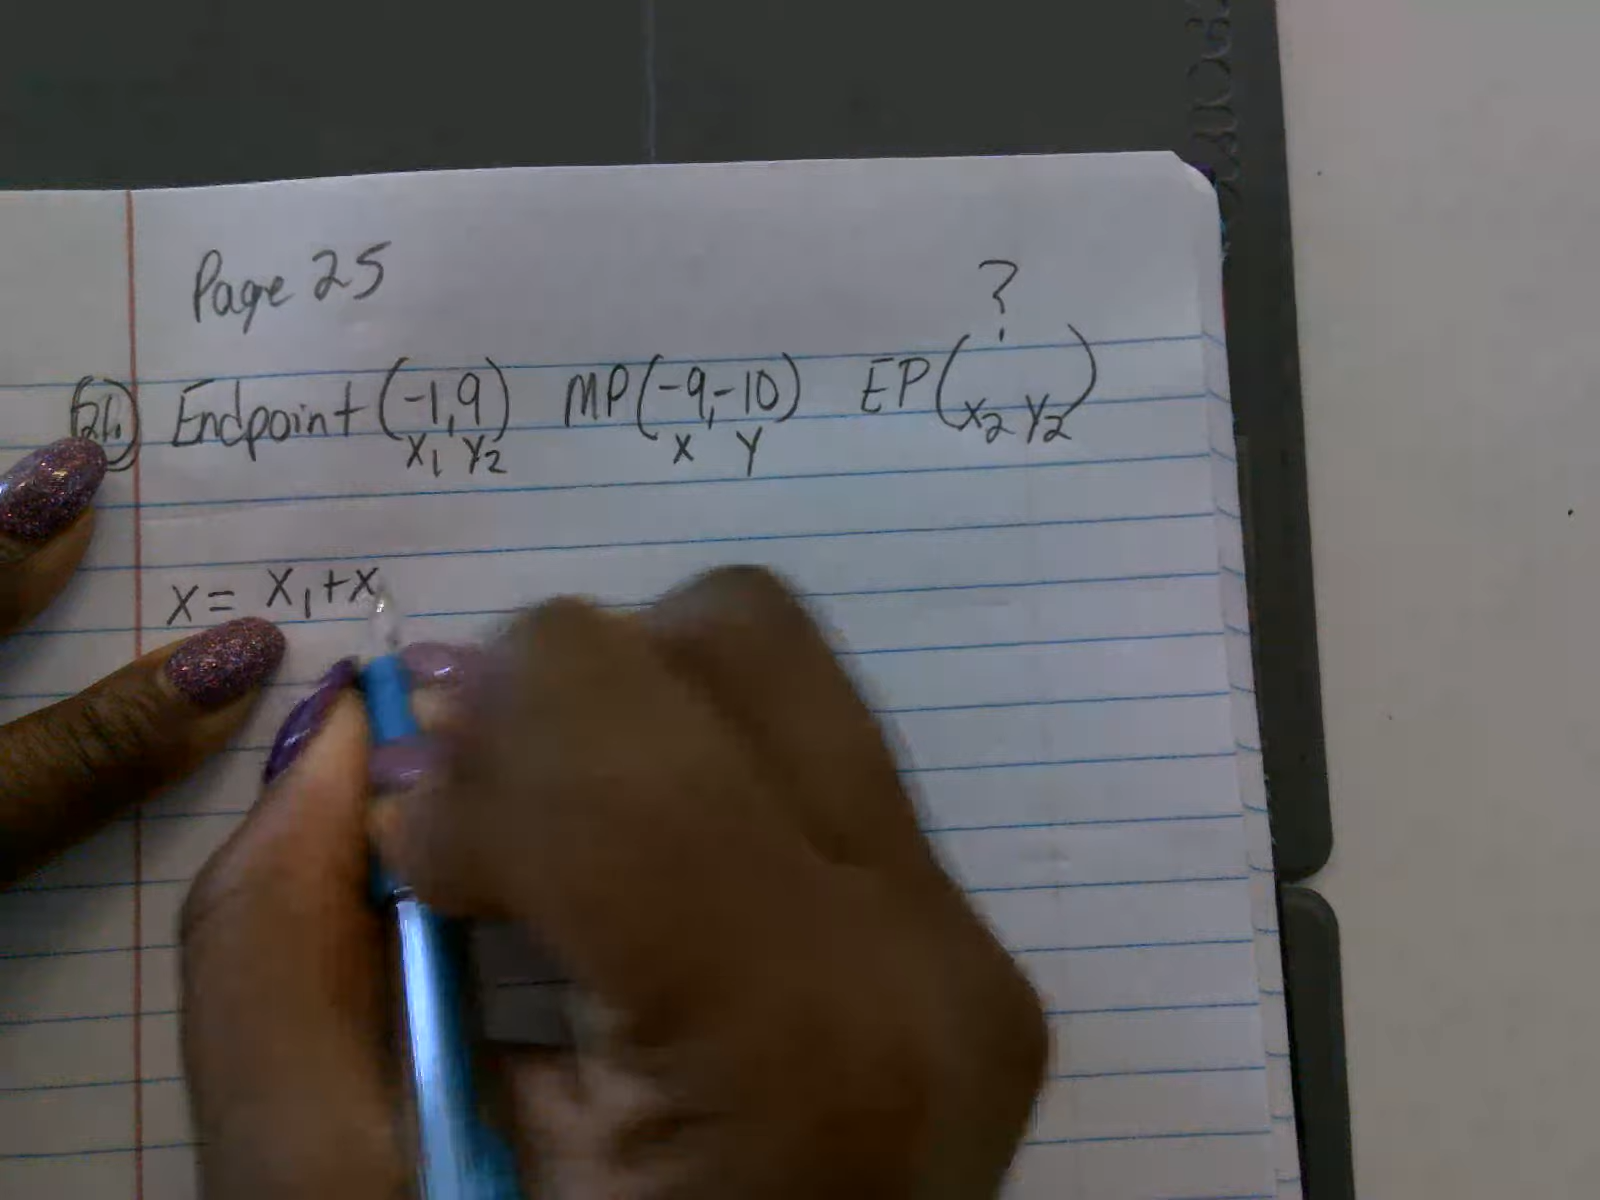 Page 25
?
21. Endpoint (-1,9) MP(-9,-10) EP( )
x₁ y₂ x y x₂ y₂
x = x₁+x